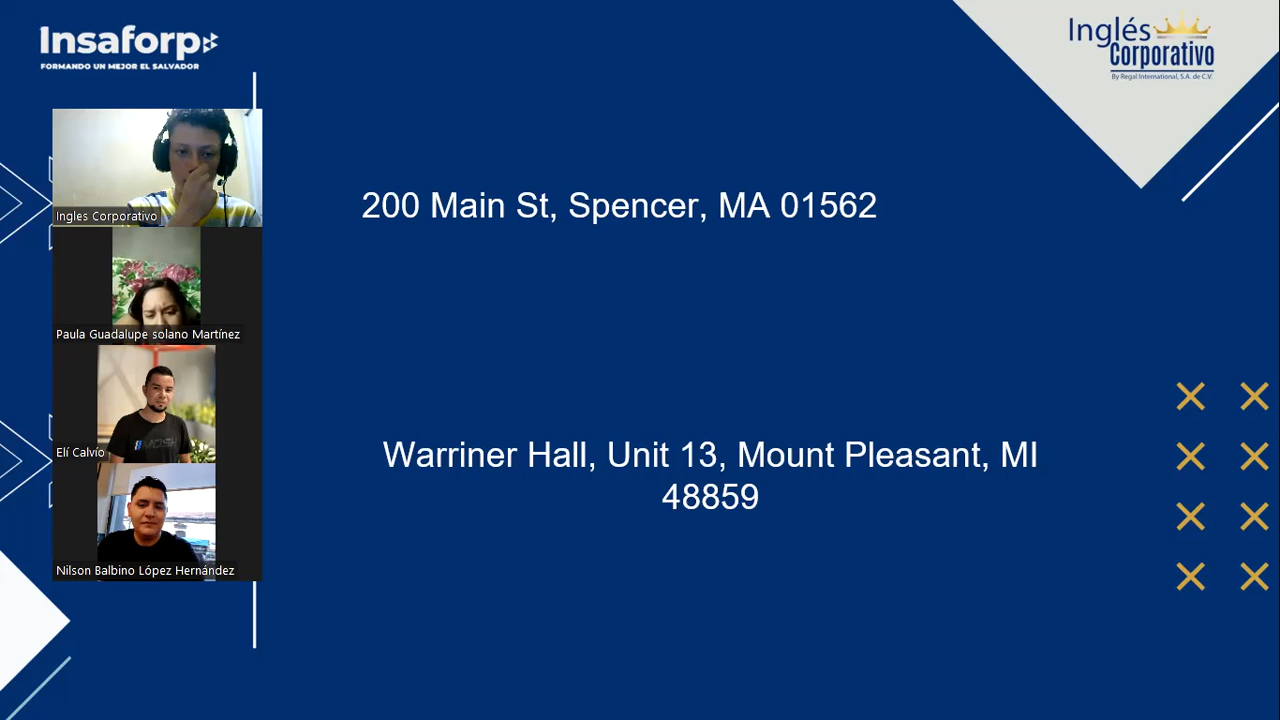 Insaforp
FORMANDO UN MEJOR EL SALVADOR
Inglés
Corporativo
By Regal International, S.A. de C.V.
Ingles Corporativo
200 Main St, Spencer, MA 01562
Paula Guadalupe solano Martínez
Elí Calvío
Warriner Hall, Unit 13, Mount Pleasant, MI
48859
Nilson Balbino López Hernández